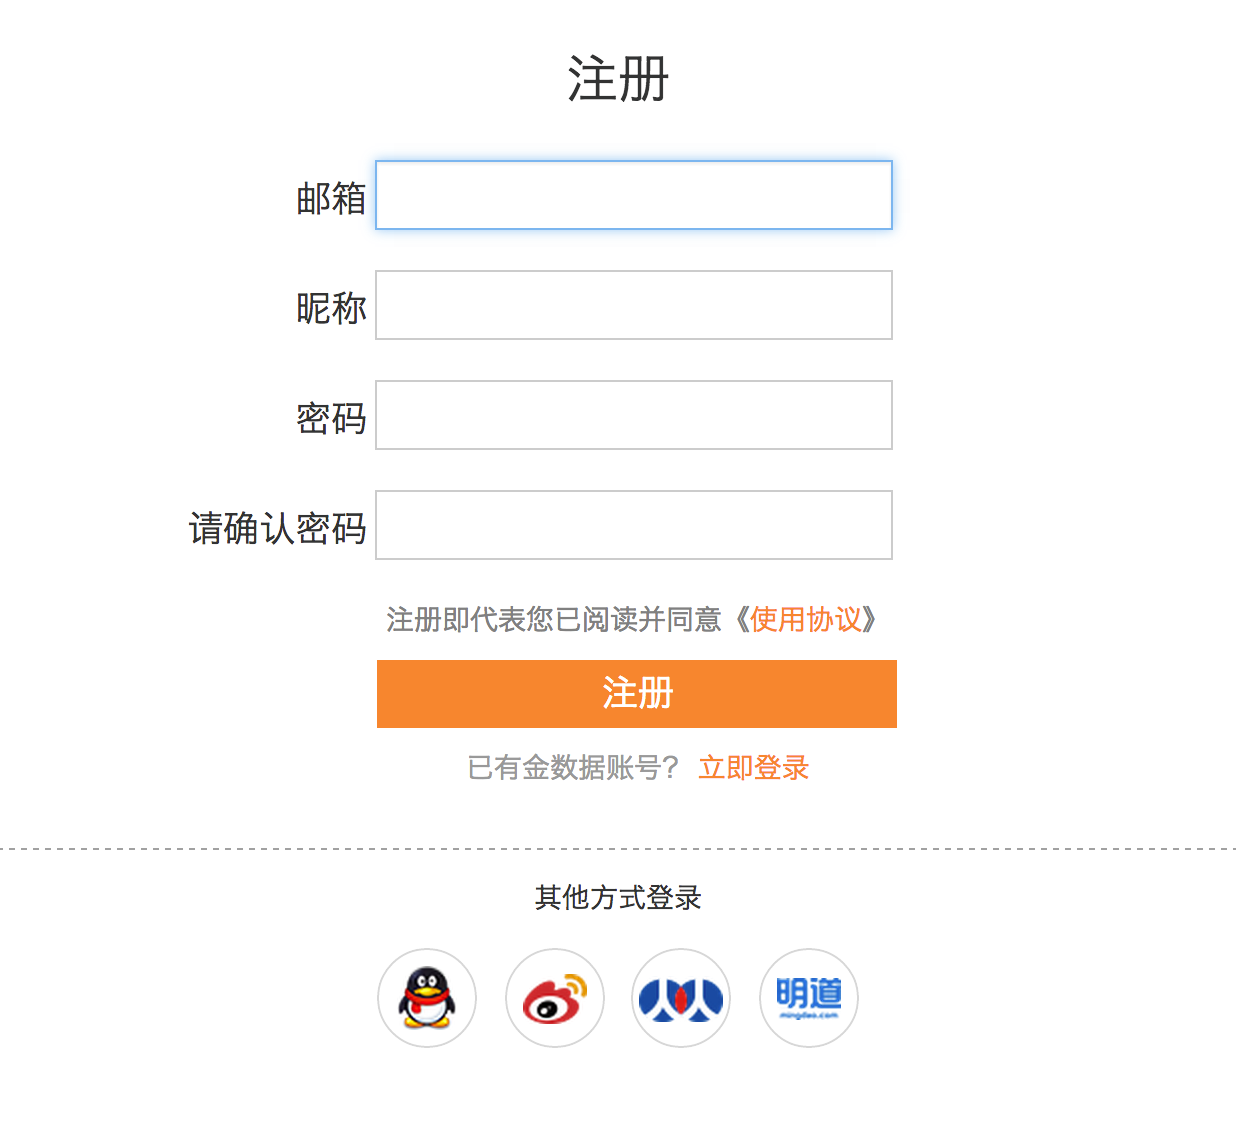 注册
邮箱
昵称
密码
请确认密码
注册即代表您已阅读并同意《使用协议》
注册
已有金数据账号? 立即登录
其他方式登录
明道
mingdao.com